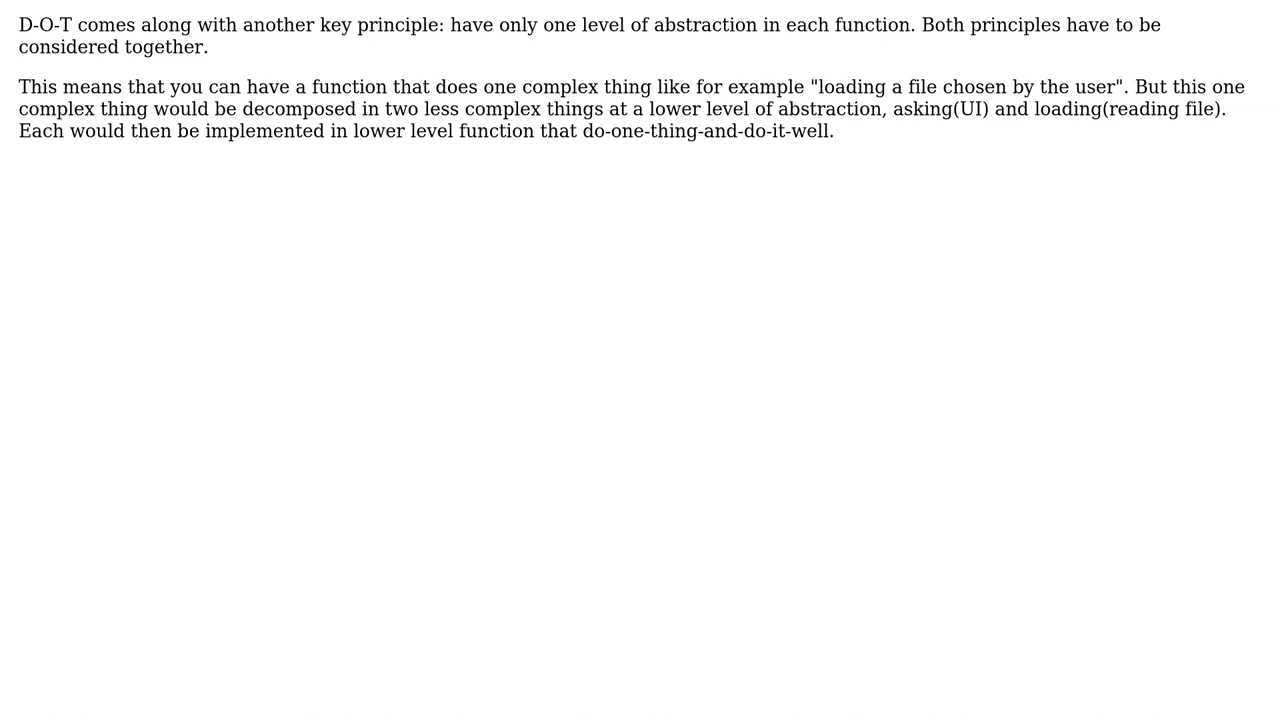 D-O-T comes along with another key principle: have only one level of abstraction in each function. Both principles have to be
considered together.
This means that you can have a function that does one complex thing like for example "loading a file chosen by the user". But this one
complex thing would be decomposed in two less complex things at a lower level of abstraction, asking(UI) and loading(reading file).
Each would then be implemented in lower level function that do-one-thing-and-do-it-well.